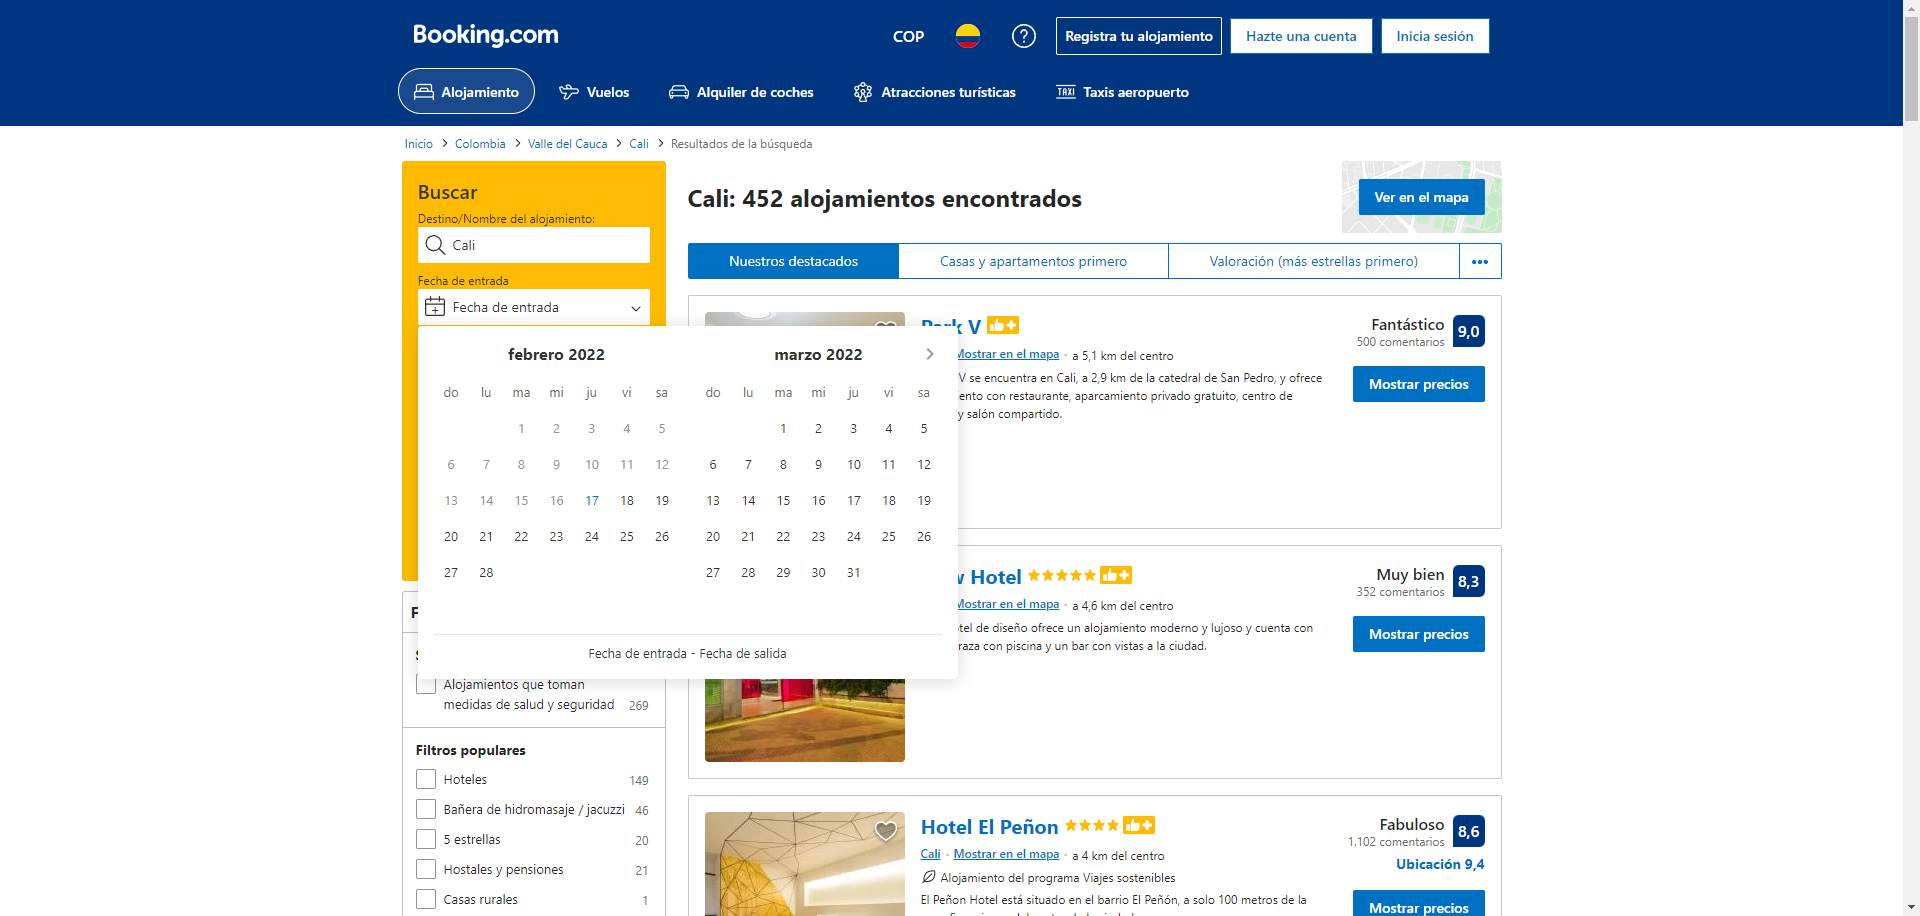 Booking.com
COP
Registra tu alojamiento
Hazte una cuenta
Inicia sesión
Alojamiento
Vuelos
Alquiler de coches
Atracciones turísticas
TAXI Taxis aeropuerto
Inicio > Colombia > Valle del Cauca > Cali > Resultados de la búsqueda
Buscar
Destino/Nombre del alojamiento:
Cali
Fecha de entrada
Fecha de entrada
febrero 2022
do lu ma mi ju vi sa
1 2 3 4 5
6 7 8 9 10 11 12
13 14 15 16 17 18 19
20 21 22 23 24 25 26
27 28
marzo 2022
do lu ma mi ju vi sa
1 2 3 4 5
6 7 8 9 10 11 12
13 14 15 16 17 18 19
20 21 22 23 24 25 26
27 28 29 30 31
Fecha de entrada - Fecha de salida
Alojamientos que toman
medidas de salud y seguridad 269
Filtros populares
Hoteles 149
Bañera de hidromasaje / jacuzzi 46
5 estrellas 20
Hostales y pensiones 21
Casas rurales 1
Cali: 452 alojamientos encontrados
Ver en el mapa
Nuestros destacados
Casas y apartamentos primero
Valoración (más estrellas primero)
•••
Park V
Mostrar en el mapa · a 5,1 km del centro
V se encuentra en Cali, a 2,9 km de la catedral de San Pedro, y ofrece
ento con restaurante, aparcamiento privado gratuito, centro de
y salón compartido.
Fantástico 9,0
500 comentarios
Mostrar precios
w Hotel
Mostrar en el mapa · a 4,6 km del centro
tel de diseño ofrece un alojamiento moderno y lujoso y cuenta con
raza con piscina y un bar con vistas a la ciudad.
Muy bien 8,3
352 comentarios
Mostrar precios
Hotel El Peñon
Cali · Mostrar en el mapa · a 4 km del centro
Alojamiento del programa Viajes sostenibles
El Peñon Hotel está situado en el barrio El Peñón, a solo 100 metros de la
Fabuloso 8,6
1.102 comentarios
Ubicación 9,4
Mostrar precios